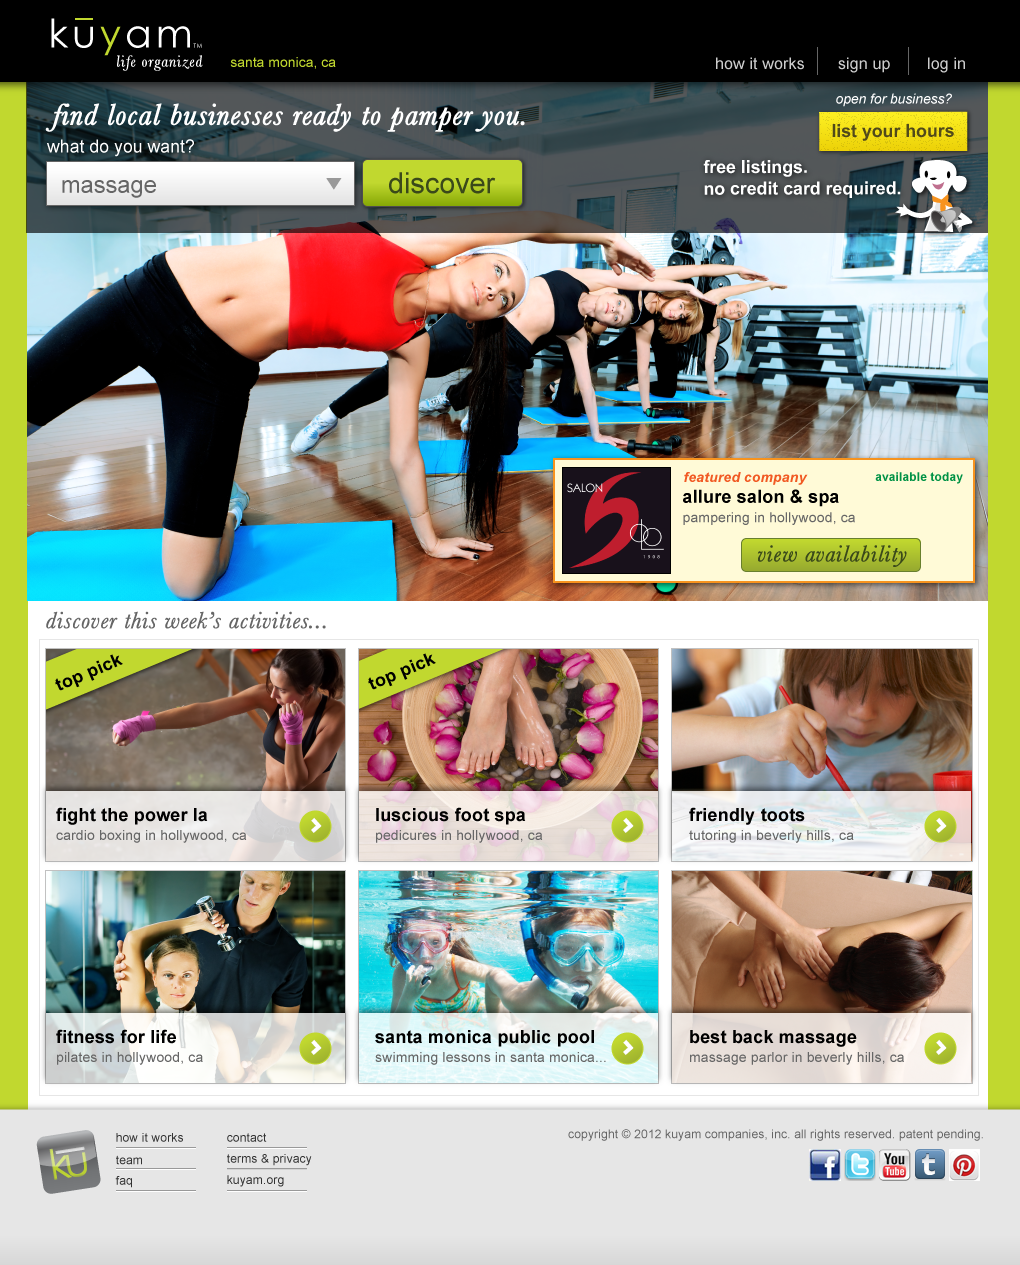 kūyam™
life organized
santa monica, ca
how it works
sign up
log in
find local businesses ready to pamper you.
what do you want?
massage
discover
open for business?
list your hours
free listings.
no credit card required.
SALON
5
1908
featured company
available today
allure salon & spa
pampering in hollywood, ca
view availability
discover this week's activities...
top pick
fight the power la
cardio boxing in hollywood, ca
top pick
luscious foot spa
pedicures in hollywood, ca
friendly toots
tutoring in beverly hills, ca
fitness for life
pilates in hollywood, ca
santa monica public pool
swimming lessons in santa monica...
best back massage
massage parlor in beverly hills, ca
kū
how it works
team
faq
contact
terms & privacy
kuyam.org
copyright © 2012 kuyam companies, inc. all rights reserved. patent pending.
f
t
You
Tube
t
p